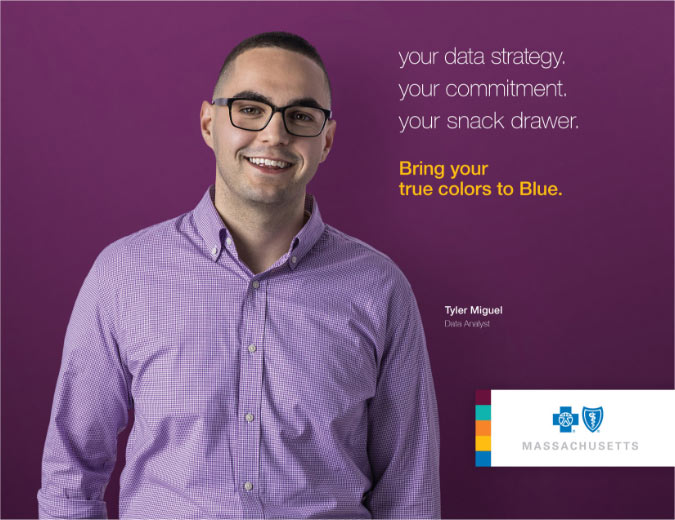 your data strategy.
your commitment.
your snack drawer.
Bring your
true colors to Blue.
Tyler Miguel
Data Analyst
MASSACHUSETTS